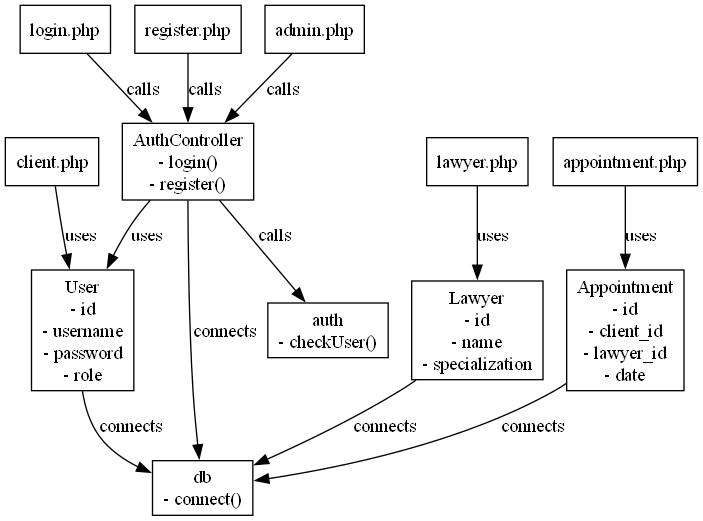 login.php
register.php
admin.php
calls
calls
calls
client.php
AuthController
- login()
- register()
lawyer.php
appointment.php
uses
uses
calls
uses
uses
User
- id
- username
- password
- role
connects
auth
- checkUser()
Lawyer
- id
- name
- specialization
Appointment
- id
- client_id
- lawyer_id
- date
connects
connects
connects
db
- connect()